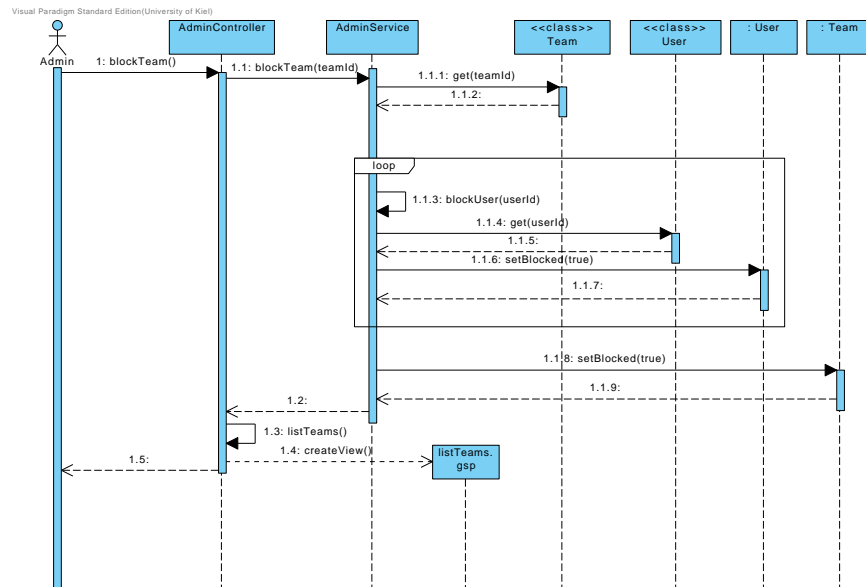 Visual Paradigm Standard Edition(University of Kiel)
AdminController
AdminService
<<class>>
Team
<<class>>
User
: User
: Team
Admin
1: blockTeam()
1.1: blockTeam(teamId)
1.1.1: get(teamId)
1.1.2:
loop
1.1.3: blockUser(userId)
1.1.4: get(userId)
1.1.5:
1.1.6: setBlocked(true)
1.1.7:
1.1.8: setBlocked(true)
1.1.9:
1.2:
1.3: listTeams()
1.4: createView()
listTeams.
gsp
1.5: